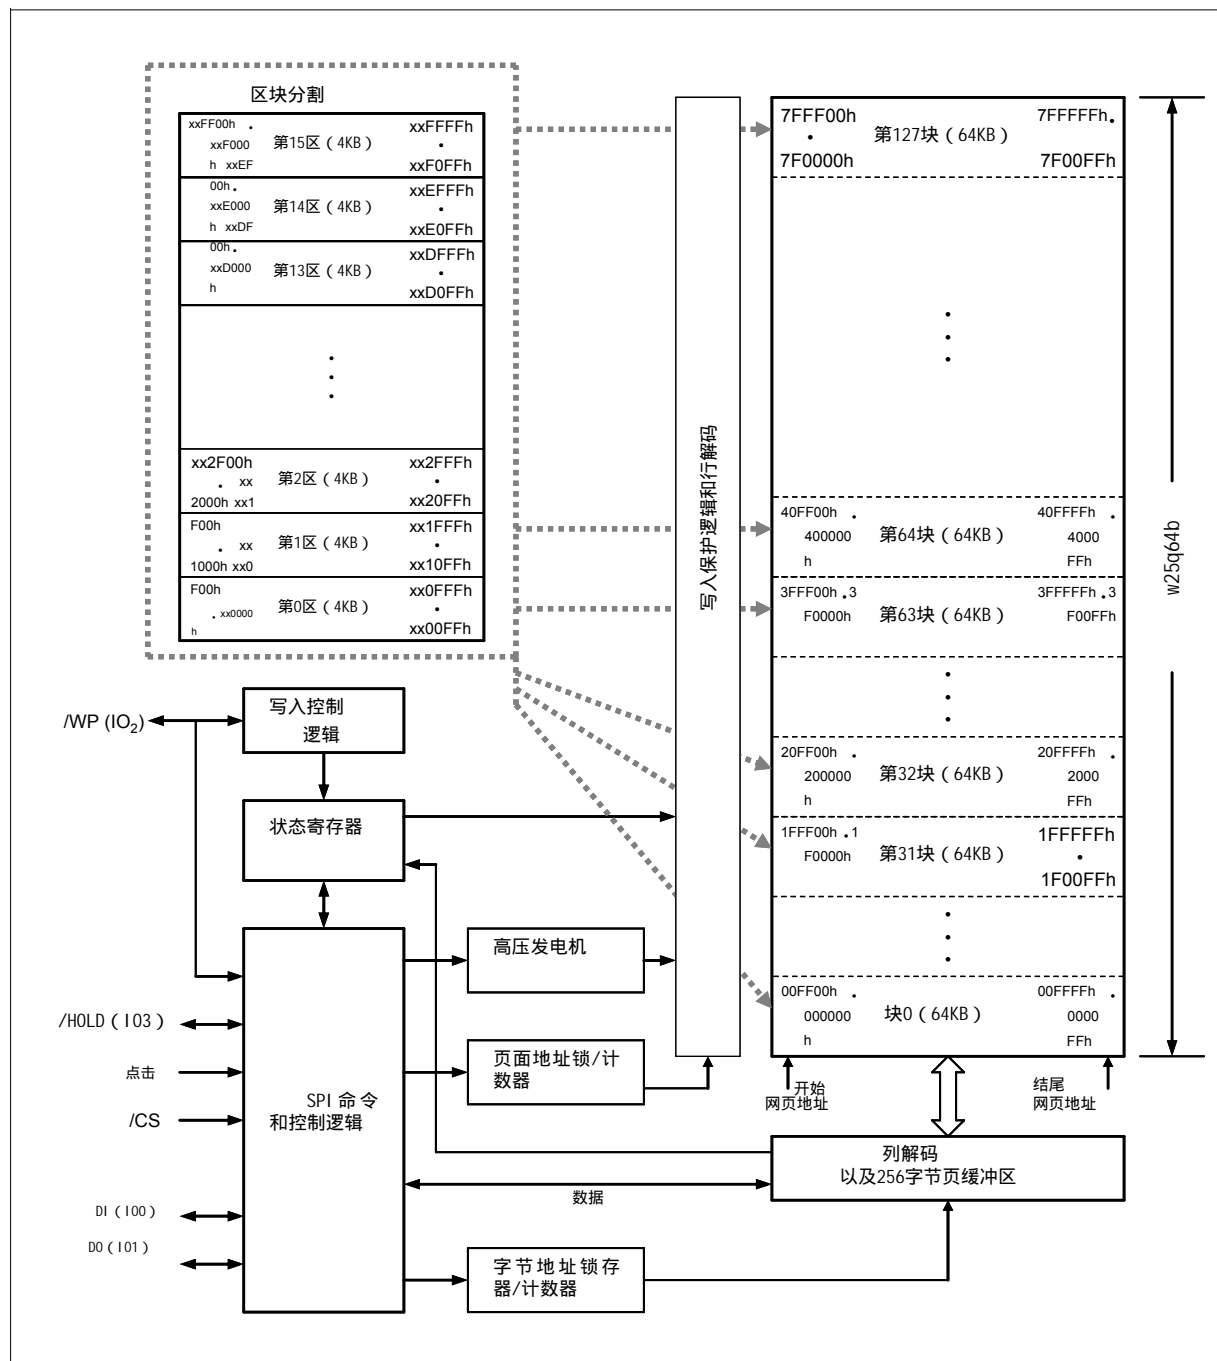 区块分割
xxFF00h .
xxF000
h xxEF
第15区（4KB）
xxFFFFh
.
xxF0FFh
00h .
xxE000
h xxDF
第14区（4KB）
xxEFFFh
.
xxE0FFh
00h .
xxD000
h
第13区（4KB）
xxDFFFh
.
xxD0FFh
xx2F00h
. xx
2000h xx1
第2区（4KB）
xx2FFFh
.
xx20FFh
F00h
. xx
1000h xx0
第1区（4KB）
xx1FFFh
.
xx10FFh
F00h
. xx0000
h
第0区（4KB）
xx0FFFh
.
xx00FFh
写入保护逻辑和行解码
7FFF00h
.
7F0000h
第127块（64KB）
7FFFFFh.
7F00FFh
40FF00h .
400000
h
第64块（64KB）
40FFFFh .
4000
FFh
3FFF00h .3
F0000h
第63块（64KB）
3FFFFFh .3
F00FFh
20FF00h .
200000
h
第32块（64KB）
20FFFFh .
2000
FFh
1FFF00h .1
F0000h
第31块（64KB）
1FFFFFh
.
1F00FFh
00FF00h .
000000
h
块0（64KB）
00FFFFh .
0000
FFh
w25q64b
/WP (IO2)
写入控制
逻辑
状态寄存器
高压发电机
/HOLD（IO3）
点击
/CS
DI（IO0）
DO（IO1）
SPI 命令
和控制逻辑
页面地址锁/计
数器
开始
网页地址
结尾
网页地址
列解码
以及256字节页缓冲区
数据
字节地址锁存
器/计数器